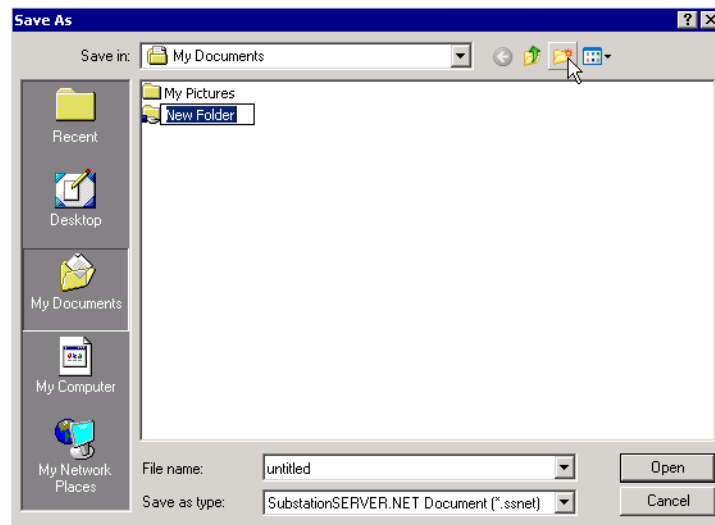 Save As
Save in:
My Documents
My Pictures
New Folder
Recent
Desktop
My Documents
My Computer
My Network
Places
File name:
untitled
Open
Save as type:
SubstationSERVER.NET Document (*.ssnet)
Cancel